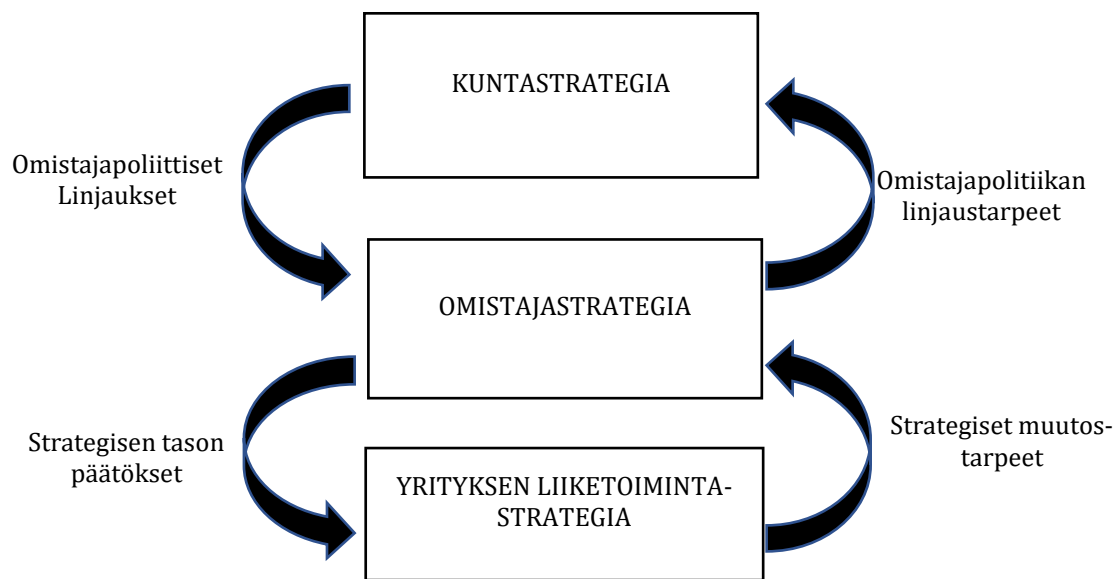 KUNTASTRATEGIA
Omistajapoliittiset
Linjaukset
Omistajapolitiikan
linjaustarpeet
OMISTAJASTRATEGIA
Strategisen tason
päätökset
Strategiset muutos-
tarpeet
YRITYKSEN LIIKETOIMINTA-
STRATEGIA